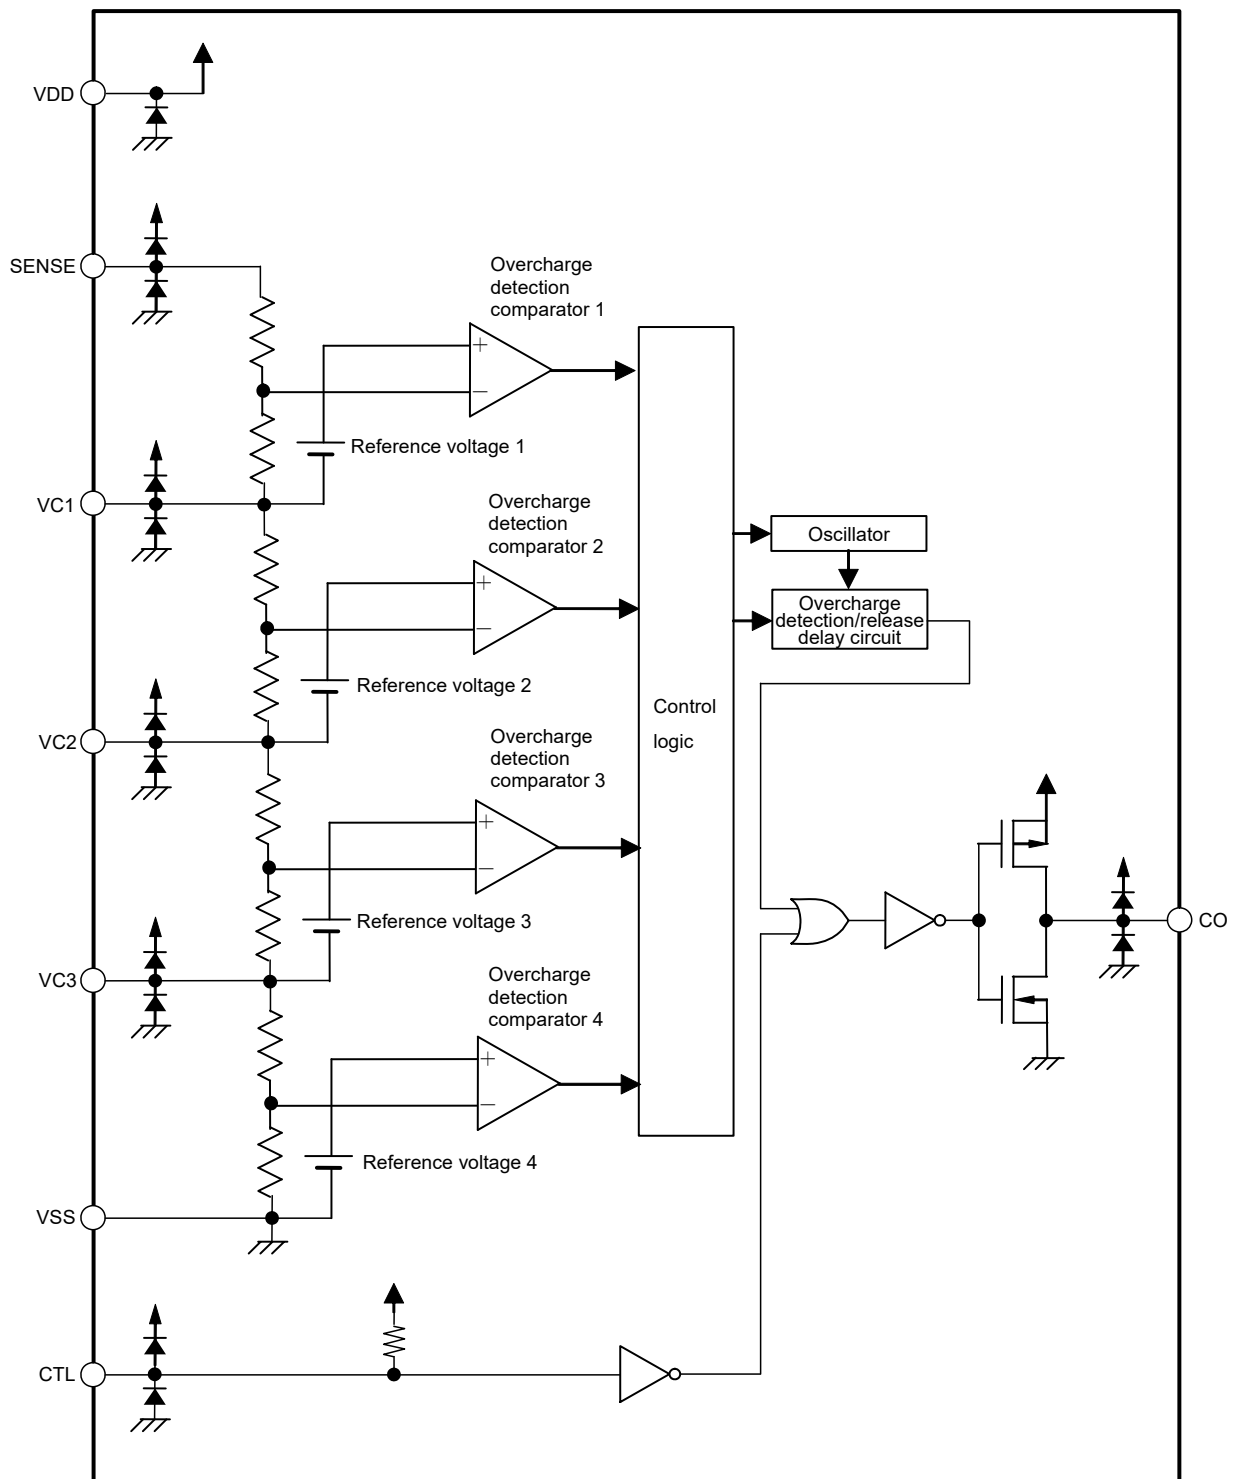 VDD
SENSE
Overcharge
detection
comparator 1
+
−
Reference voltage 1
VC1
Overcharge
detection
comparator 2
+
−
Oscillator
Overcharge
detection/release
delay circuit
Reference voltage 2
Control
logic
VC2
Overcharge
detection
comparator 3
+
−
Reference voltage 3
CO
VC3
Overcharge
detection
comparator 4
+
−
Reference voltage 4
VSS
CTL